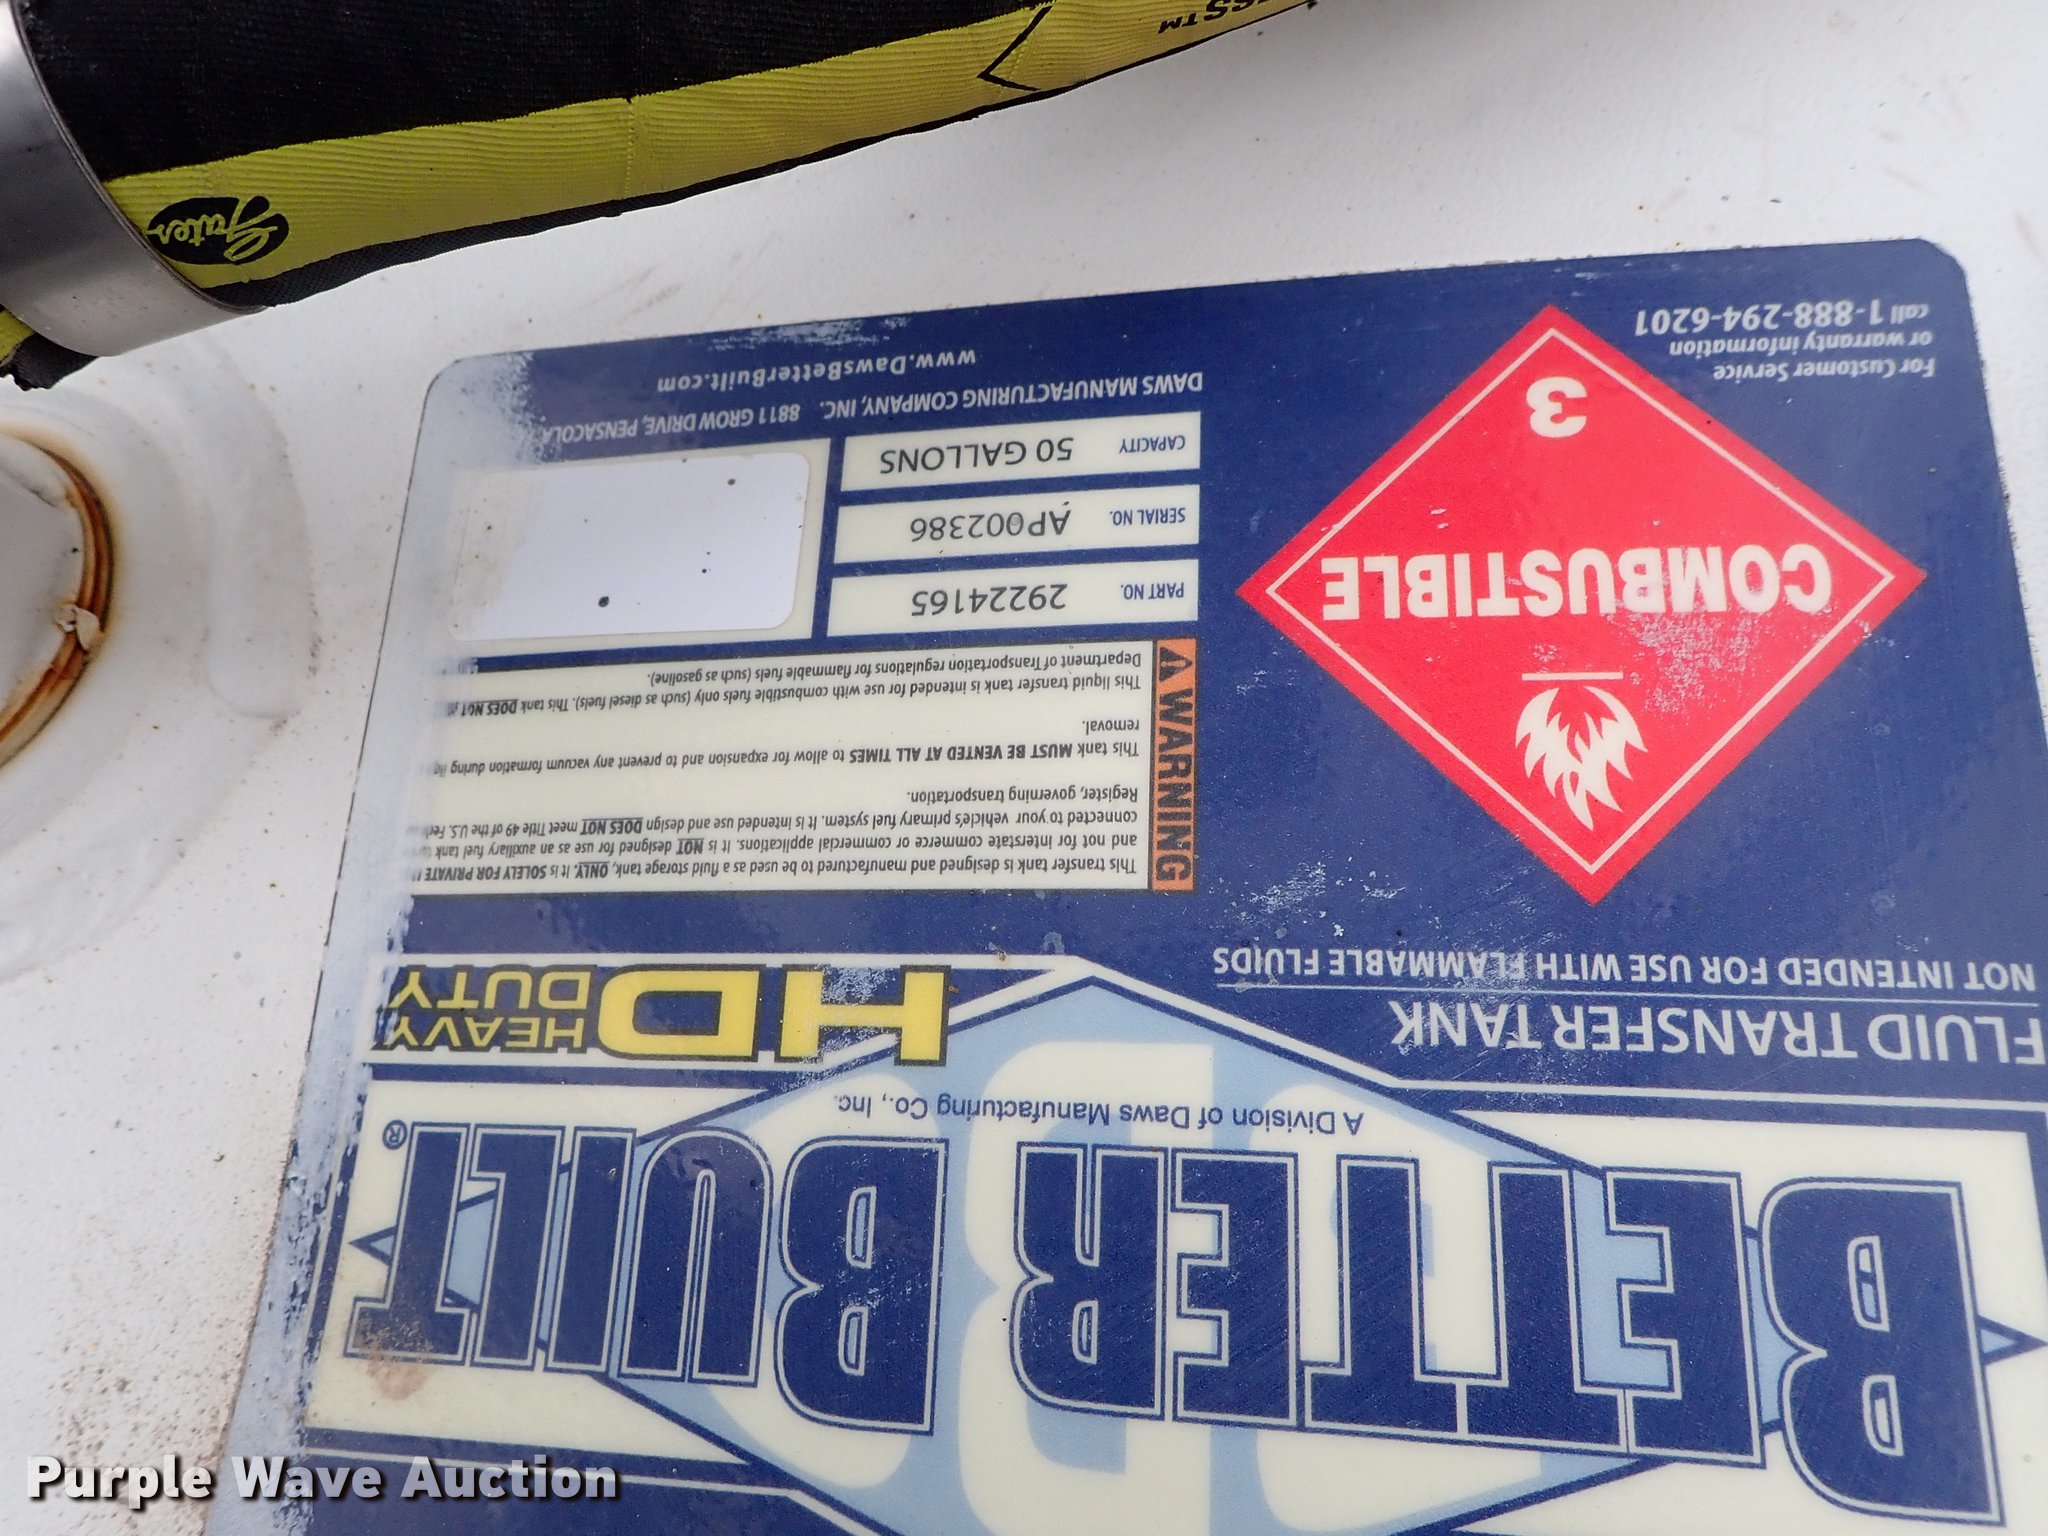 BETTER BUILT®
A Division of Daws Manufacturing Co., Inc.
FLUID TRANSFER TANK
NOT INTENDED FOR USE WITH FLAMMABLE FLUIDS
HD HEAVY
DUTY
COMBUSTIBLE
3
For Customer Service
or warranty information
call 1-888-294-6201
WARNING
This transfer tank is designed and manufactured to be used as a fluid storage tank, ONLY. It is SOLELY FOR PRIVATE
and not for interstate commerce or commercial applications. It is NOT designed for use as an auxiliary fuel tank
connected to your vehicle's primary fuel system. It is intended use and design DOES NOT meet Title 49 of the U.S.
Register, governing transportation.
This tank MUST BE VENTED AT ALL TIMES to allow for expansion and to prevent any vacuum formation during
removal.
This liquid transfer tank is intended for use with combustible fuels only (such as diesel fuels). This tank DOES NOT
Department of Transportation regulations for flammable fuels (such as gasoline).
PART NO. 29224165
SERIAL NO. AP002386
CAPACITY 50 GALLONS
DAWS MANUFACTURING COMPANY, INC. 8811 GROW DRIVE, PENSACOLA,
www.DawsBetterBuilt.com
Gates
Purple Wave Auction